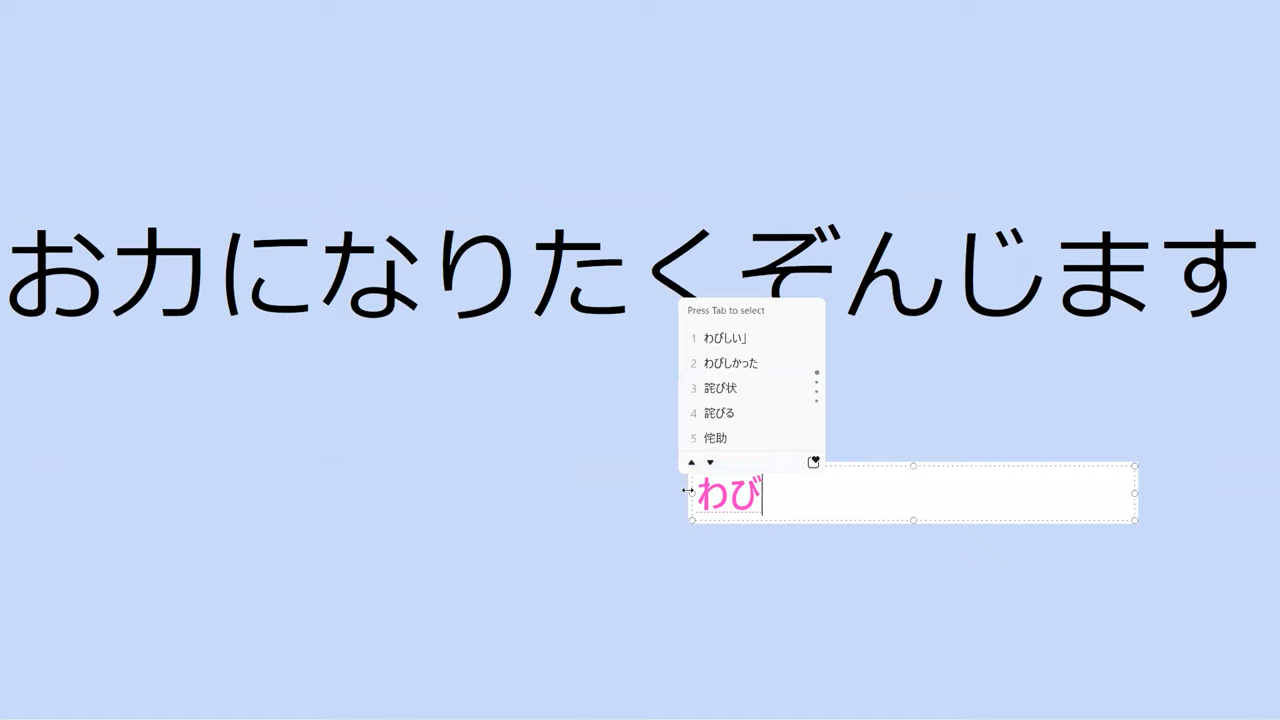 お力になりたくぞんじます
Press Tab to select
1 わびしい」
2 わびしかった
3 詫び状
4 詫びる
5 侘助
わび